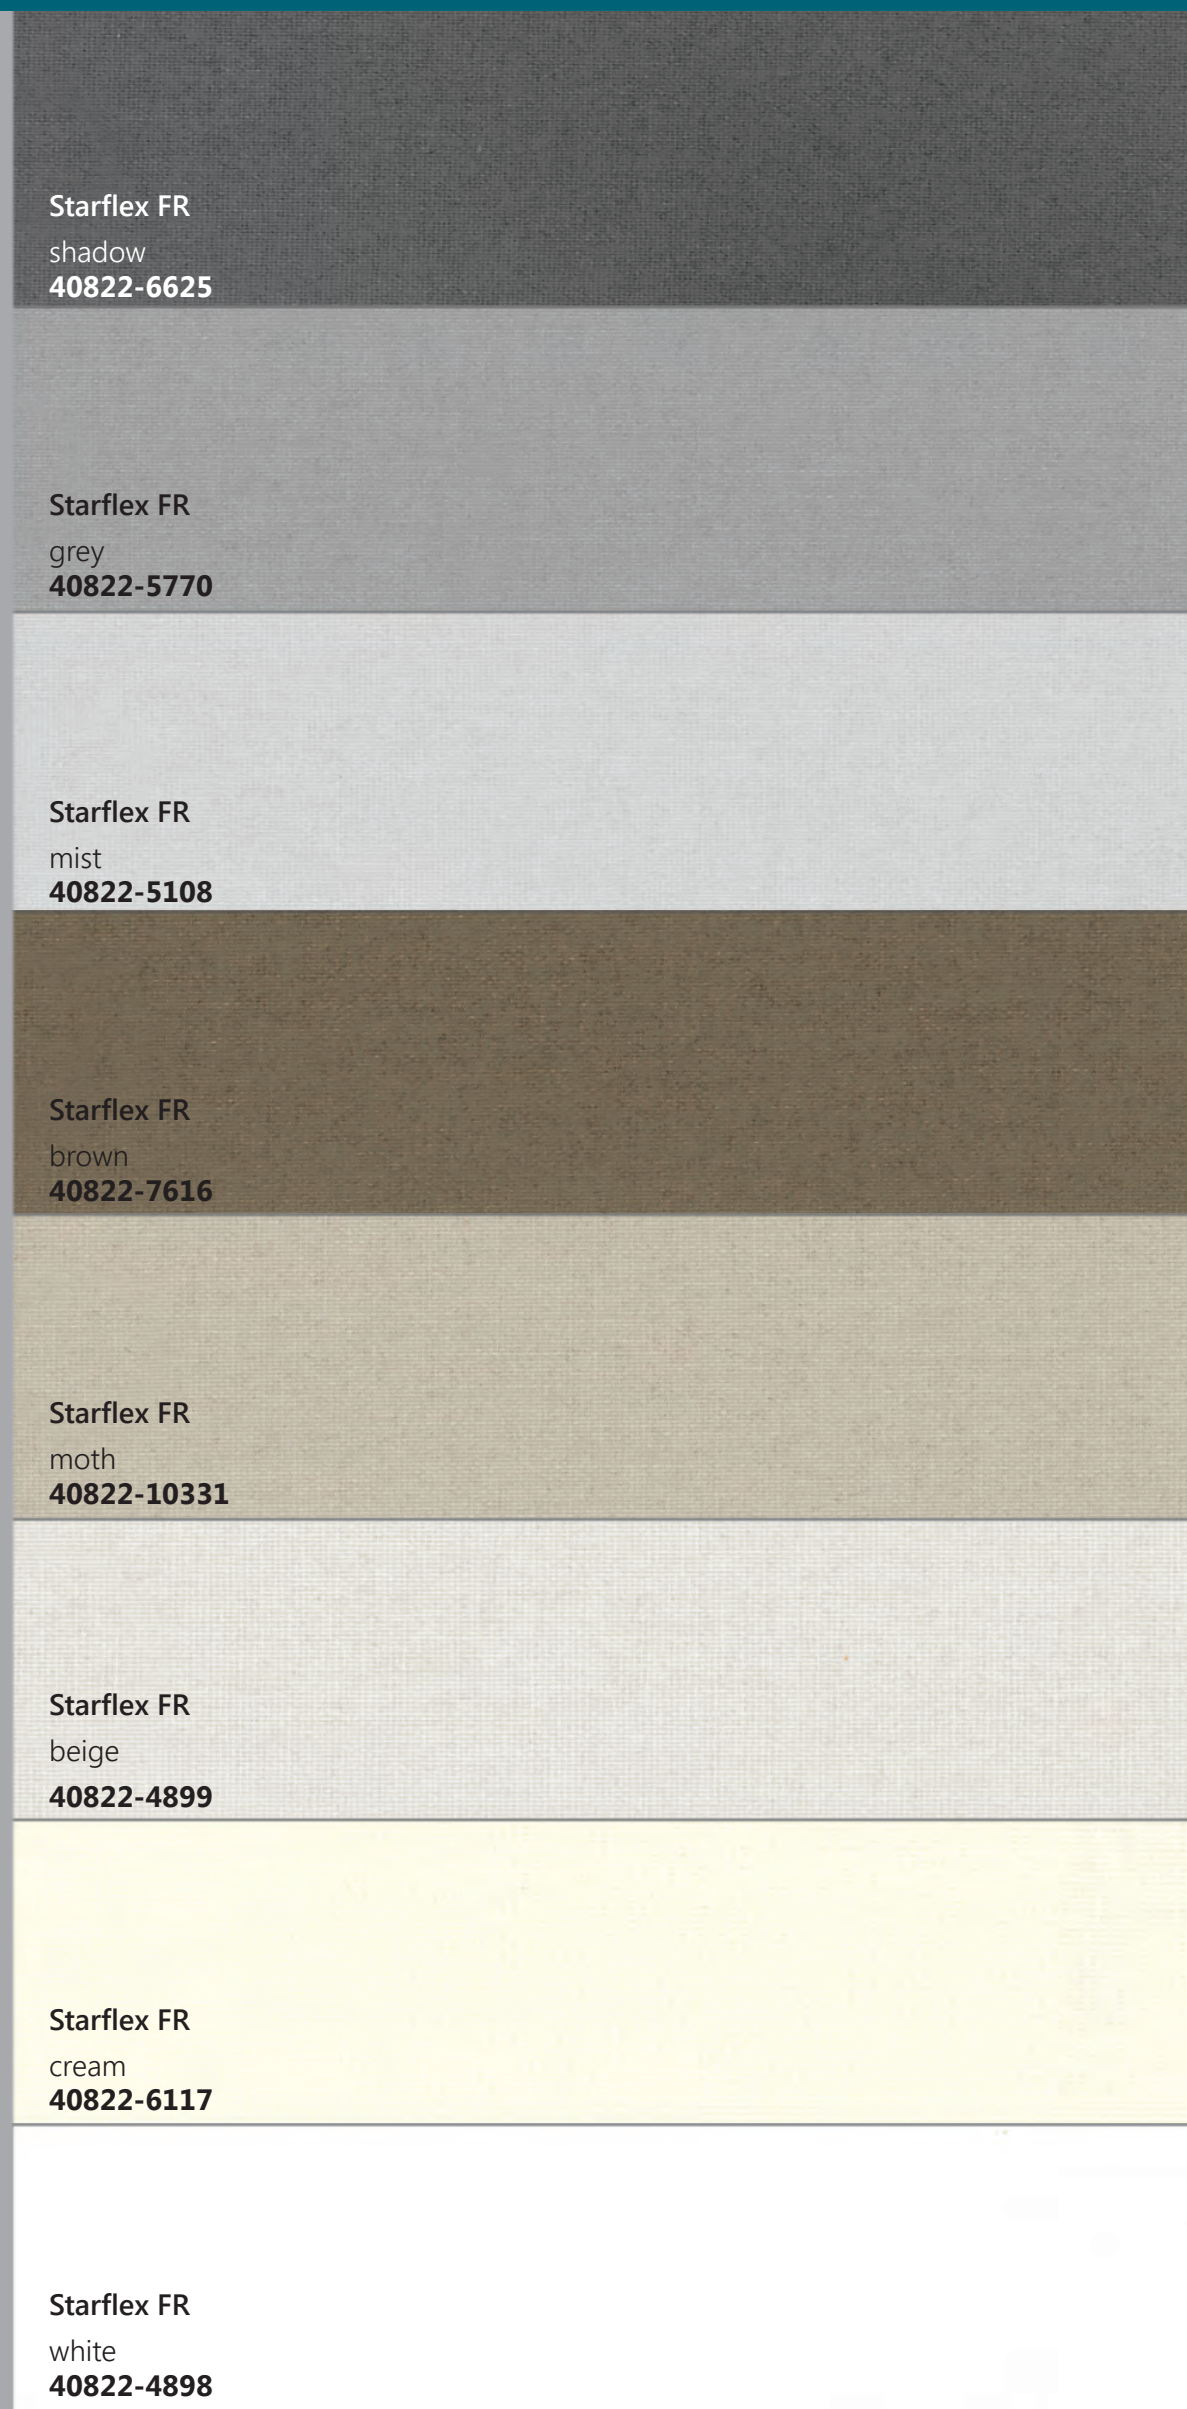 Starflex FR
shadow
40822-6625
Starflex FR
grey
40822-5770
Starflex FR
mist
40822-5108
Starflex FR
brown
40822-7616
Starflex FR
moth
40822-10331
Starflex FR
beige
40822-4899
Starflex FR
cream
40822-6117
Starflex FR
white
40822-4898